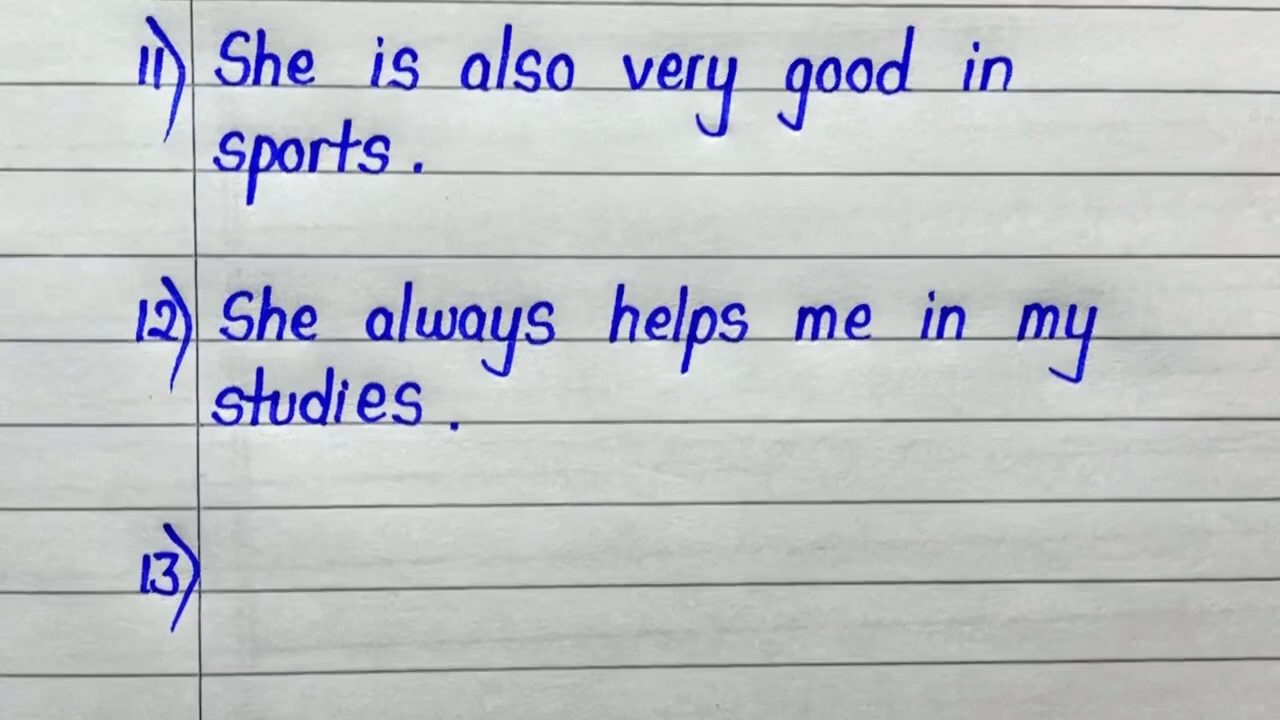 11) She is also very good in
sports.
12) She always helps me in my
studies.
13)